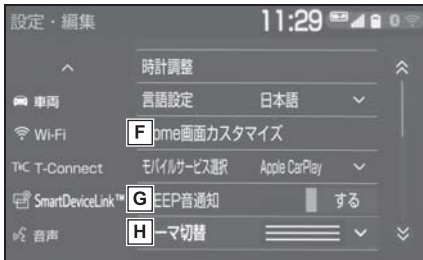 設定・編集 11:29
時計調整
車両 言語設定 日本語
Wi-Fi F ome画面カスタマイズ
T-Connect モバイルサービス選択 Apple CarPlay
SmartDeviceLink™ G EEP音通知 する
音声 H ーマ切替